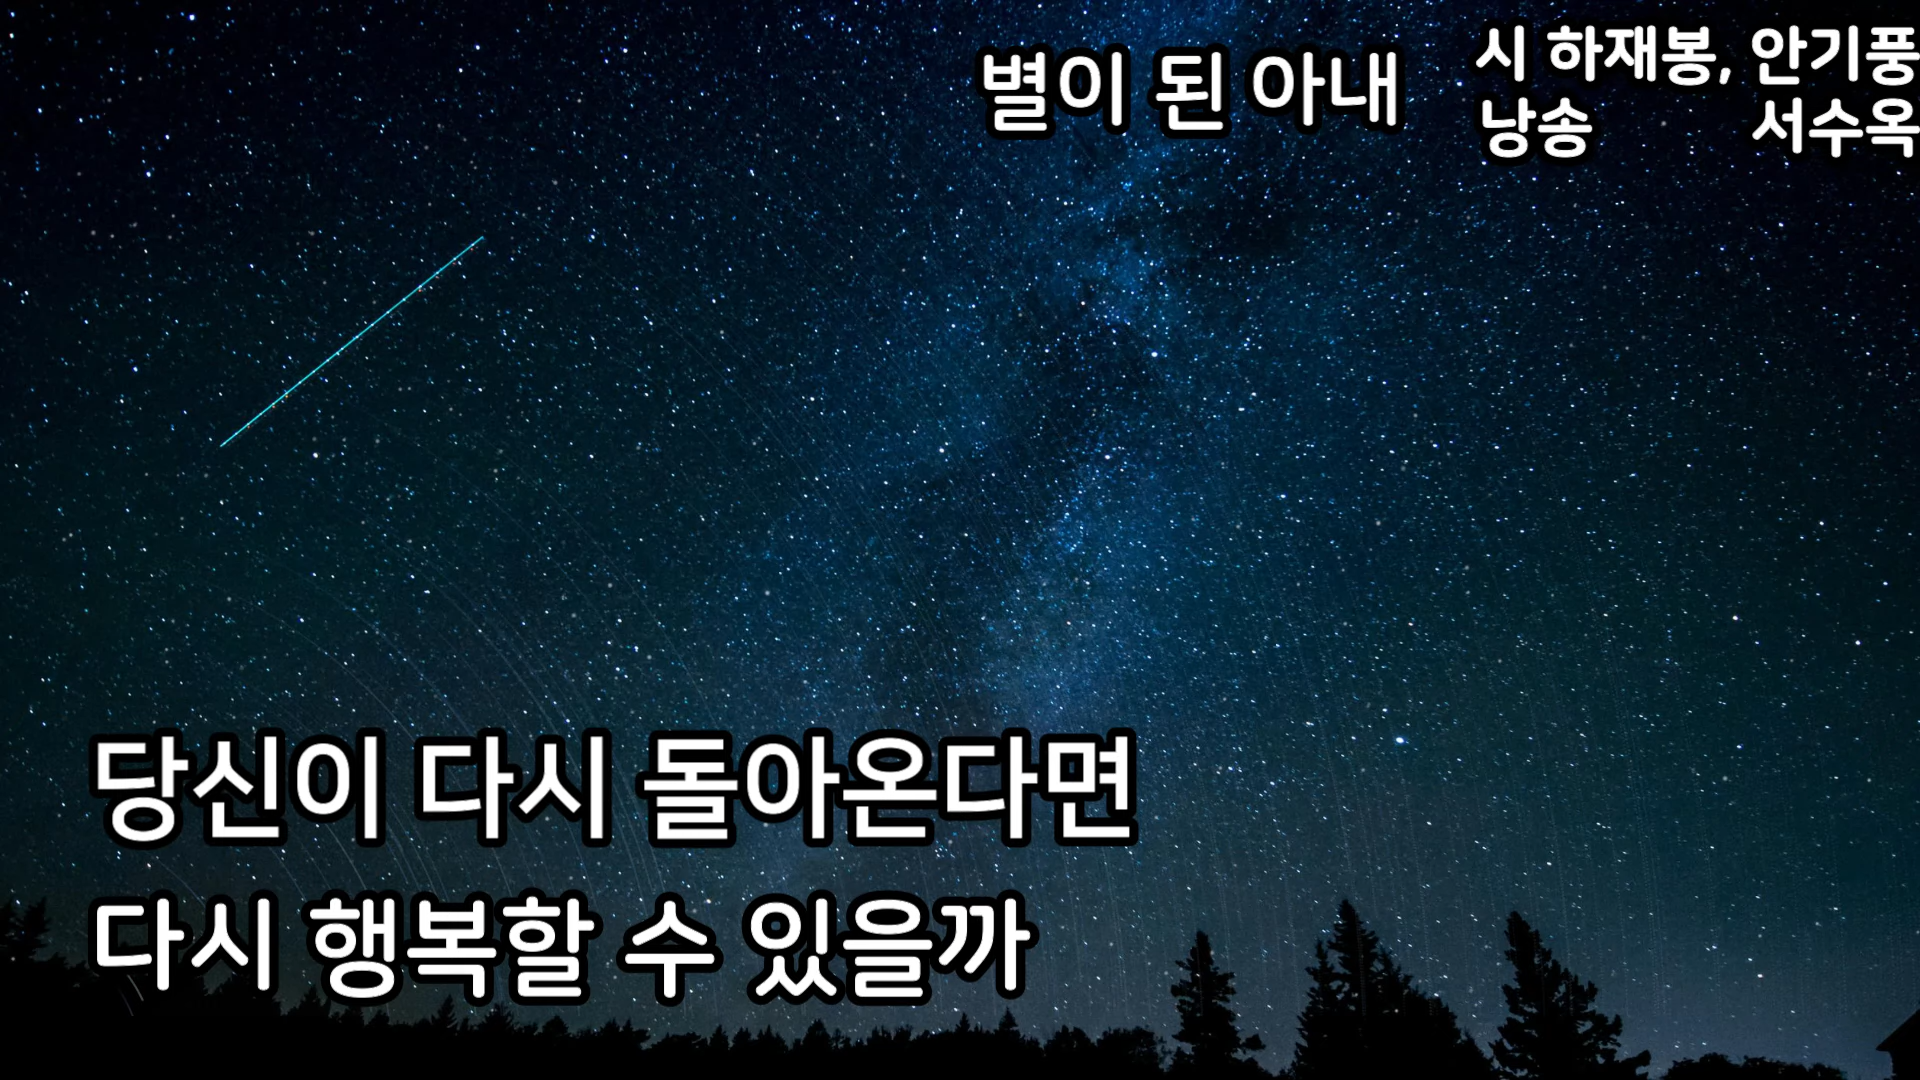 별이 된 아내
시 하재봉, 안기풍
낭송 서수옥
당신이 다시 돌아온다면
다시 행복할 수 있을까